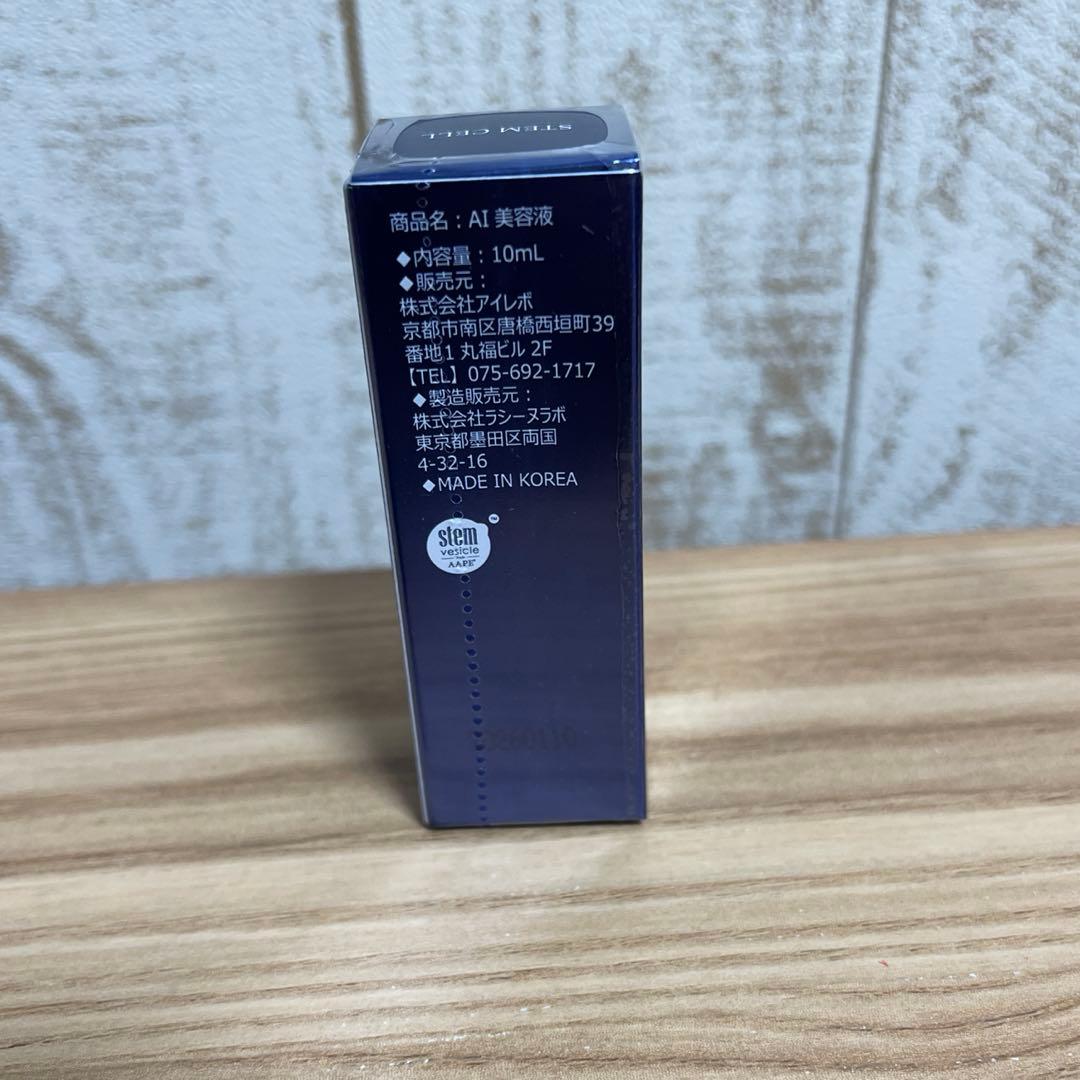 STEM CELL
商品名：AI 美容液
◆内容量：10mL
◆販売元：
株式会社アイレボ
京都市南区唐橋西垣町39
番地1 丸福ビル 2F
【TEL】075-692-1717
◆製造販売元：
株式会社ラシーヌラボ
東京都墨田区両国
4-32-16
◆MADE IN KOREA
stem™
vesicle
AAPE®